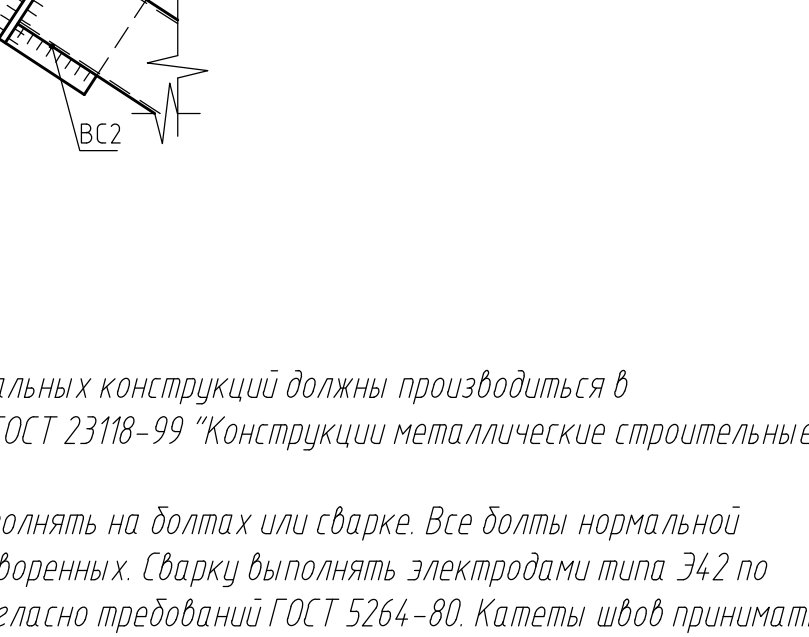 ВС2
альных конструкций должны производиться в
ГОСТ 23118-99 "Конструкции металлические строительные
олнять на болтах или сварке. Все болты нормальной
воренных. Сварку выполнять электродами типа Э42 по
гласно требований ГОСТ 5264-80. Катеты швов принимат